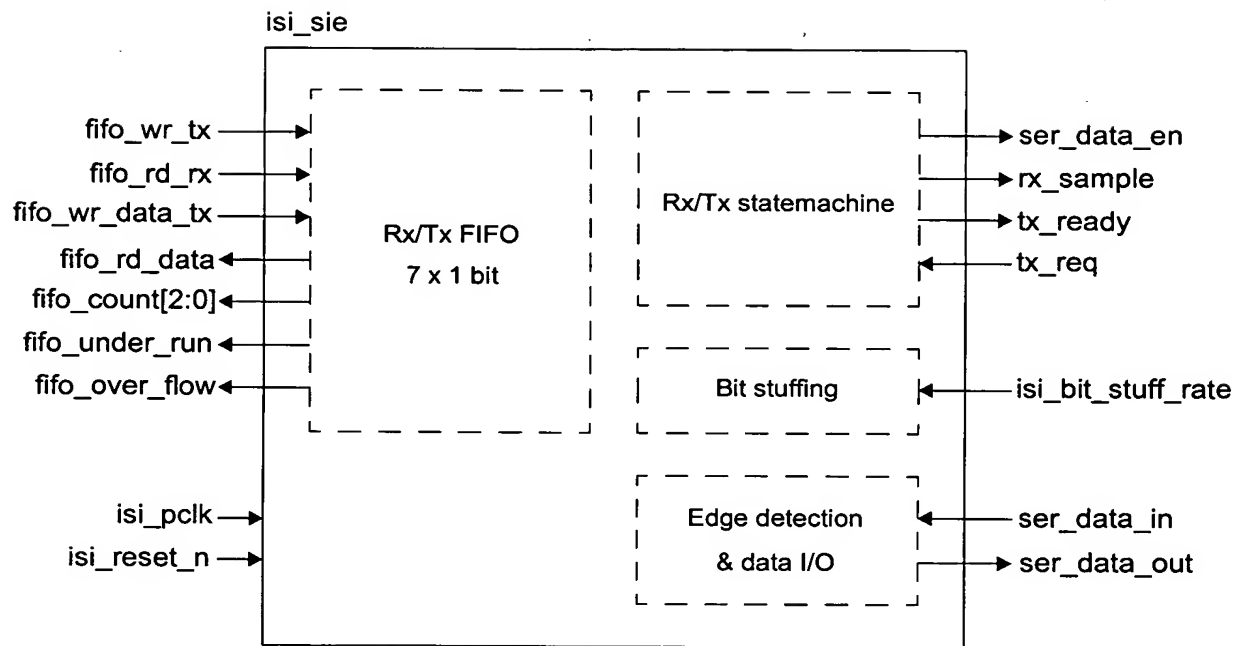 isi_sie
fifo_wr_tx
fifo_rd_rx
fifo_wr_data_tx
fifo_rd_data
fifo_count[2:0]
fifo_under_run
fifo_over_flow
isi_pclk
isi_reset_n
Rx/Tx FIFO
7 x 1 bit
Rx/Tx statemachine
Bit stuffing
Edge detection
& data I/O
ser_data_en
rx_sample
tx_ready
tx_req
isi_bit_stuff_rate
ser_data_in
ser_data_out